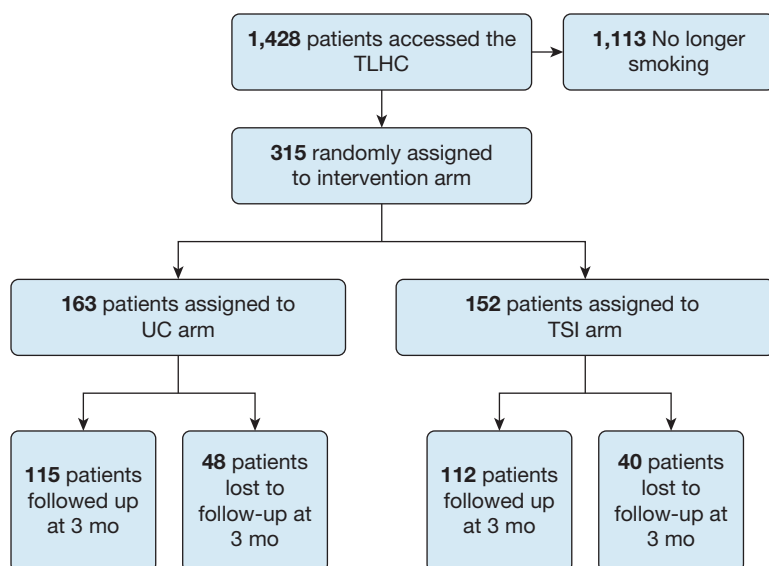 1,428 patients accessed the
TLHC
1,113 No longer
smoking
315 randomly assigned
to intervention arm
163 patients assigned to
UC arm
152 patients assigned to
TSI arm
115 patients
followed up
at 3 mo
48 patients
lost to
follow-up at
3 mo
112 patients
followed up
at 3 mo
40 patients
lost to
follow-up at
3 mo